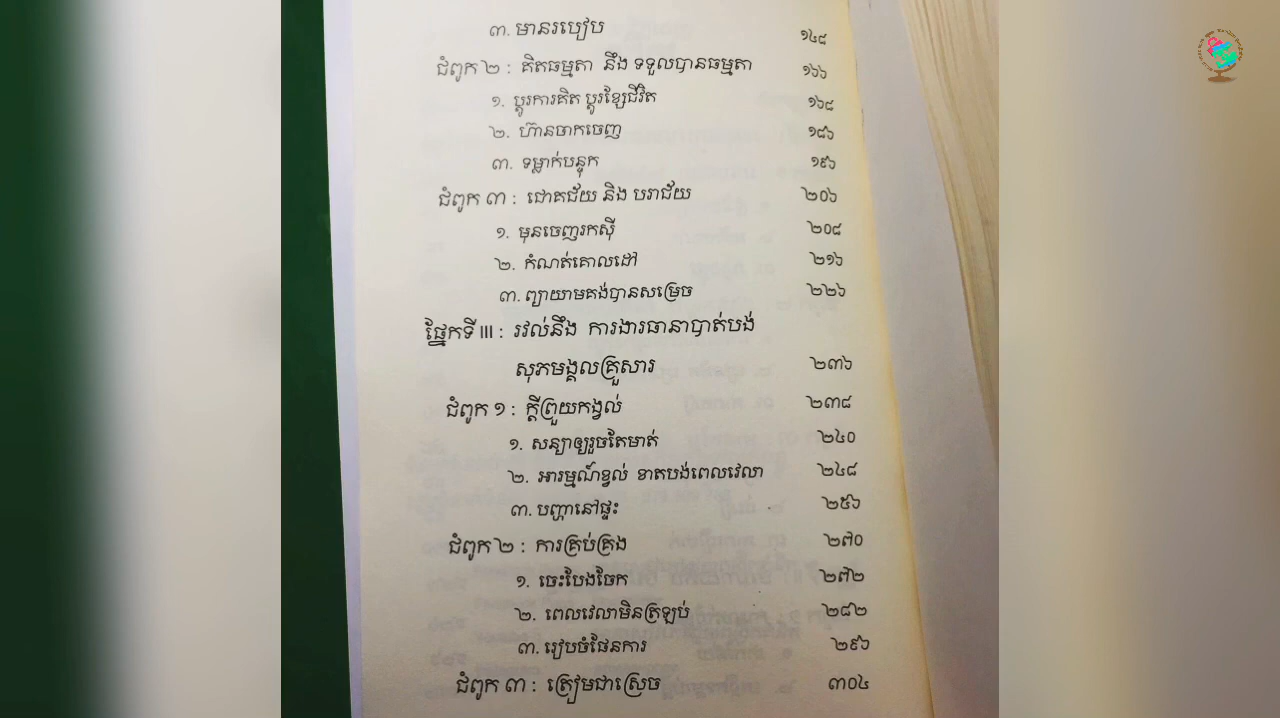 ៣. មានរបៀប ១៤៨
ជំពូក ២ : គិតធម្មតា នឹង ទទួលបានធម្មតា ១៦៦
១. ប្ដូរការគិត ប្ដូរខ្សែជីវិត ១៦៨
២. ហ៊ានចាកចេញ ១៨៦
៣. ទម្លាក់បន្ទុក ១៩៦
ជំពូក ៣ : ជោគជ័យ និង បរាជ័យ ២០៦
១. មុនចេញរកស៊ី ២០៨
២. កំណត់គោលដៅ ២១៦
៣. ព្យាយាមគង់បានសម្រេច ២២៦
ផ្នែកទី III : រវល់នឹង ការងារធានាបាត់បង់
សុភមង្គលគ្រួសារ ២៣៦
ជំពូក ១ : ក្ដីព្រួយកង្វល់ ២៣៨
១. សន្យាឲ្យរួចតែមាត់ ២៤០
២. អារម្មណ៍ខ្វល់ ខាតបង់ពេលវេលា ២៤៨
៣. បញ្ហានៅផ្ទះ ២៥៦
ជំពូក ២ : ការគ្រប់គ្រង ២៧០
១. ចេះបែងចែក ២៧២
២. ពេលវេលាមិនត្រឡប់ ២៨២
៣. រៀបចំផែនការ ២៩៦
ជំពូក ៣ : ត្រៀមជាស្រេច ៣០៤